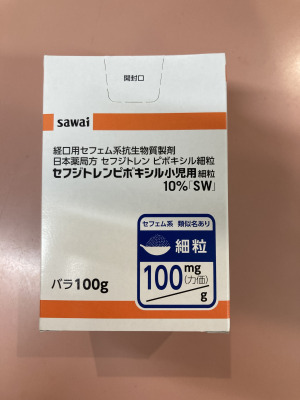 開封口
sawai
経口用セフェム系抗生物質製剤
日本薬局方 セフジトレン ピボキシル細粒
セフジトレンピボキシル小児用 細粒
10%「SW」
セフェム系 類似名あり
細粒
100mg(力価)/g
バラ100g